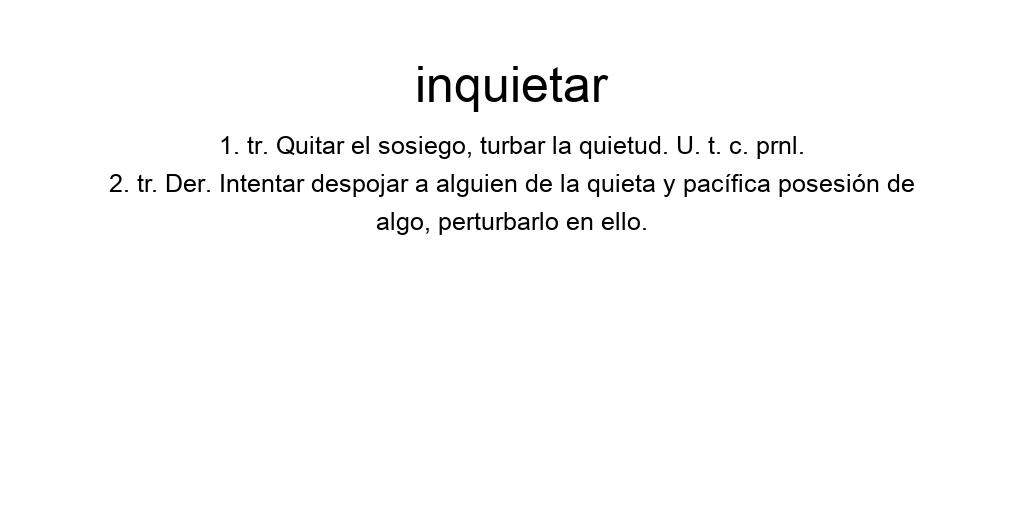 inquietar
1. tr. Quitar el sosiego, turbar la quietud. U. t. c. prnl.
2. tr. Der. Intentar despojar a alguien de la quieta y pacífica posesión de
algo, perturbarlo en ello.